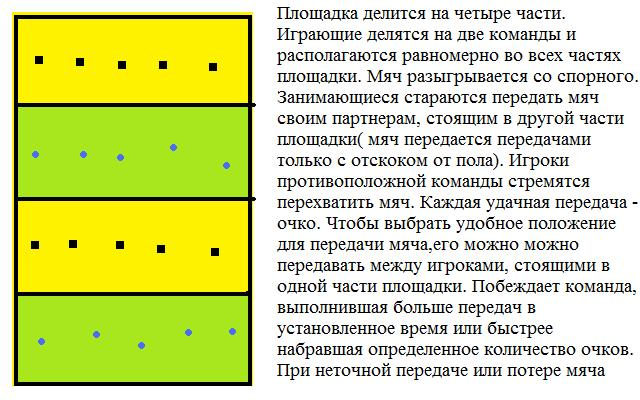 Площадка делится на четыре части.
Играющие делятся на две команды и
располагаются равномерно во всех частях
площадки. Мяч разыгрывается со спорного.
Занимающиеся стараются передать мяч
своим партнерам, стоящим в другой части
площадки( мяч передается передачами
только с отскоком от пола). Игроки
противоположной команды стремятся
перехватить мяч. Каждая удачная передача -
очко. Чтобы выбрать удобное положение
для передачи мяча,его можно можно
передавать между игроками, стоящими в
одной части площадки. Побеждает команда,
выполнившая больше передач в
установленное время или быстрее
набравшая определенное количество очков.
При неточной передаче или потере мяча